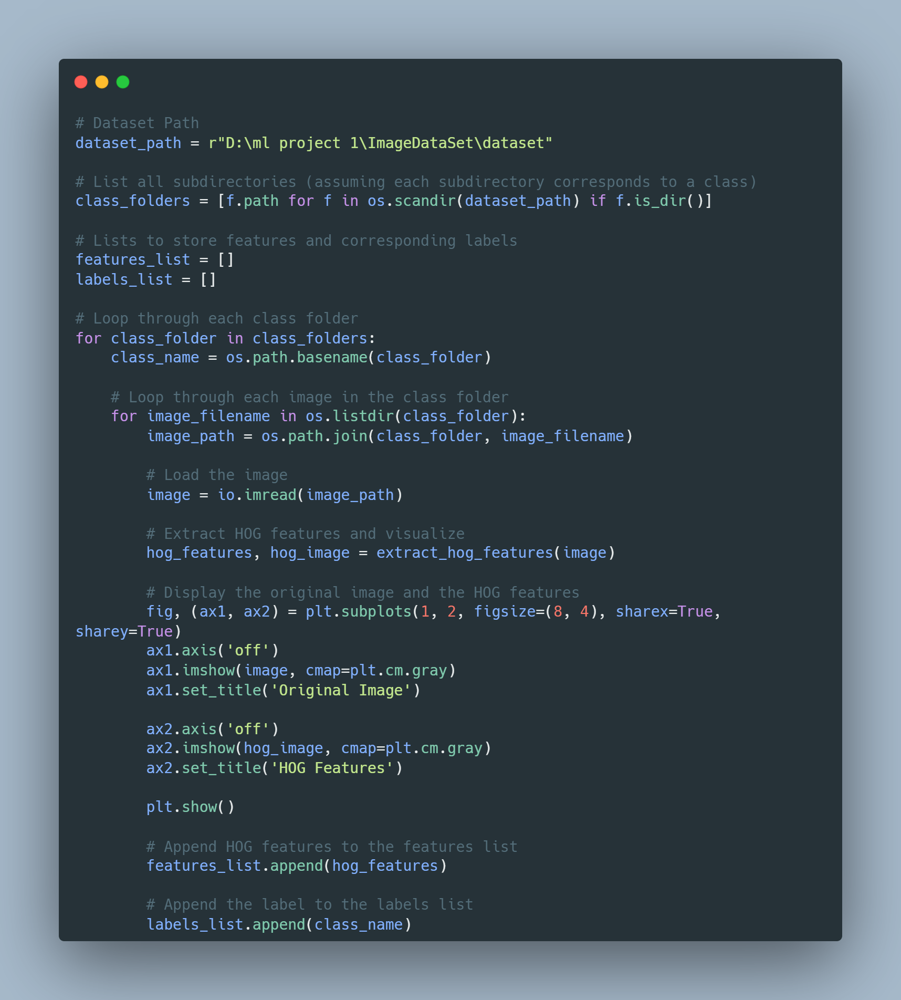 # Dataset Path
dataset_path = r"D:\ml project 1\ImageDataSet\dataset"

# List all subdirectories (assuming each subdirectory corresponds to a class)
class_folders = [f.path for f in os.scandir(dataset_path) if f.is_dir()]

# Lists to store features and corresponding labels
features_list = []
labels_list = []

# Loop through each class folder
for class_folder in class_folders:
    class_name = os.path.basename(class_folder)

    # Loop through each image in the class folder
    for image_filename in os.listdir(class_folder):
        image_path = os.path.join(class_folder, image_filename)

        # Load the image
        image = io.imread(image_path)

        # Extract HOG features and visualize
        hog_features, hog_image = extract_hog_features(image)

        # Display the original image and the HOG features
        fig, (ax1, ax2) = plt.subplots(1, 2, figsize=(8, 4), sharex=True,
sharey=True)
        ax1.axis('off')
        ax1.imshow(image, cmap=plt.cm.gray)
        ax1.set_title('Original Image')

        ax2.axis('off')
        ax2.imshow(hog_image, cmap=plt.cm.gray)
        ax2.set_title('HOG Features')

        plt.show()

        # Append HOG features to the features list
        features_list.append(hog_features)

        # Append the label to the labels list
        labels_list.append(class_name)